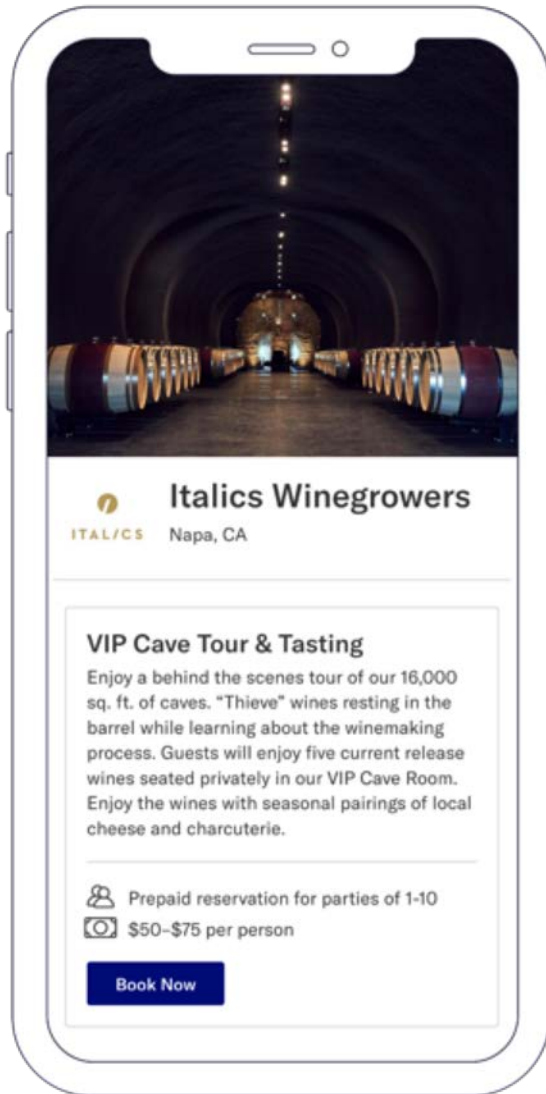 ITAL/CS
Italics Winegrowers
Napa, CA
VIP Cave Tour & Tasting
Enjoy a behind the scenes tour of our 16,000
sq. ft. of caves. “Thieve” wines resting in the
barrel while learning about the winemaking
process. Guests will enjoy five current release
wines seated privately in our VIP Cave Room.
Enjoy the wines with seasonal pairings of local
cheese and charcuterie.
Prepaid reservation for parties of 1-10
$50–$75 per person
Book Now